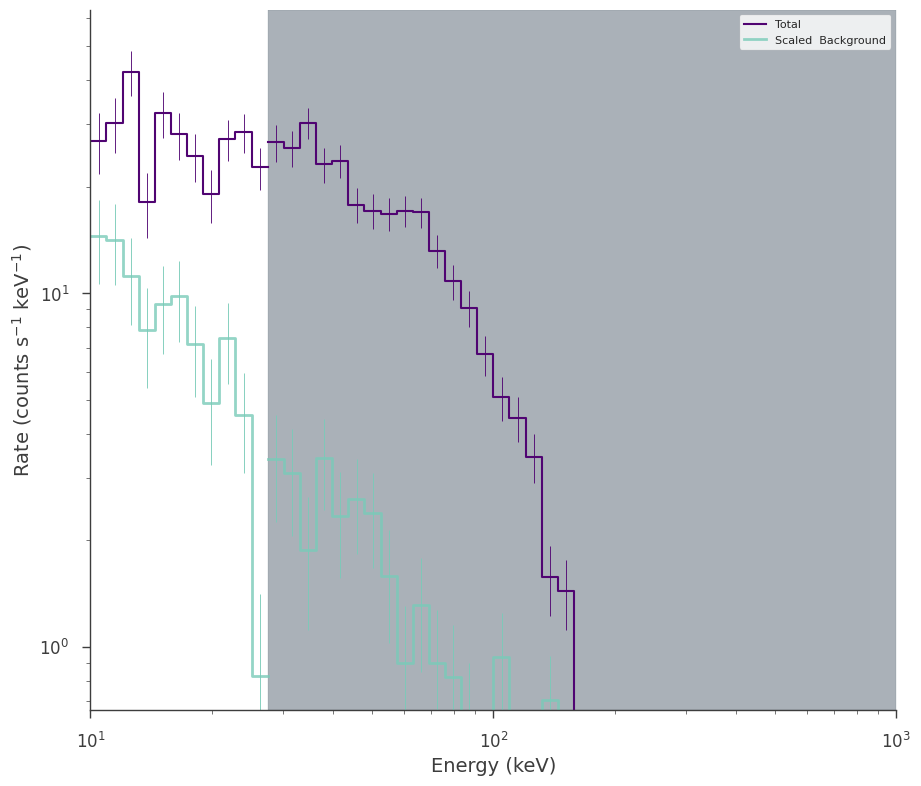 Total
Scaled  Background
Rate (counts s⁻¹ keV⁻¹)
10¹
10⁰
10¹
10²
10³
Energy (keV)